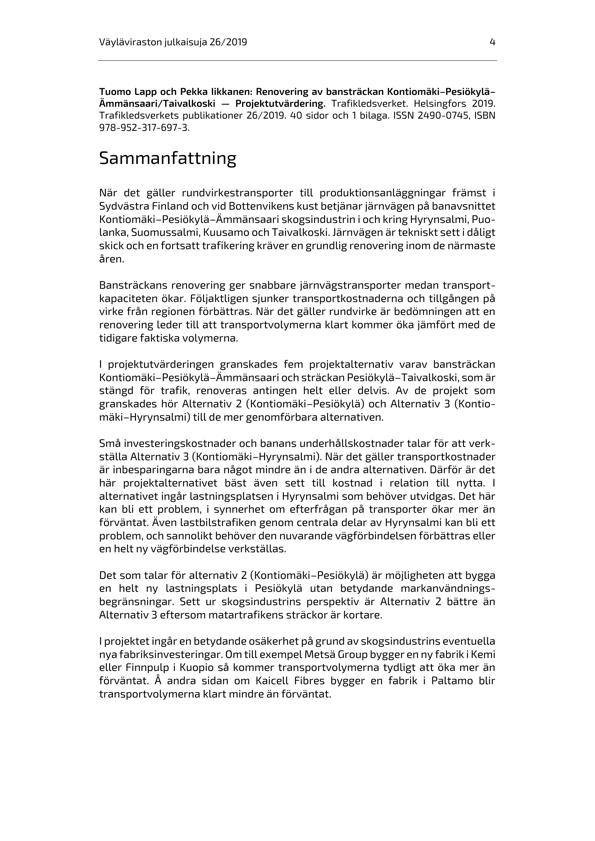 Väyläviraston julkaisuja 26/2019 4
Tuomo Lapp och Pekka Iikkanen: Renovering av bansträckan Kontiomäki–Pesiökylä–
Ämmänsaari/Taivalkoski — Projektutvärdering. Trafikledsverket. Helsingfors 2019.
Trafikledsverkets publikationer 26/2019. 40 sidor och 1 bilaga. ISSN 2490-0745, ISBN
978-952-317-697-3.
Sammanfattning
När det gäller rundvirkestransporter till produktionsanläggningar främst i
Sydvästra Finland och vid Bottenvikens kust betjänar järnvägen på banavsnittet
Kontiomäki–Pesiökylä–Ämmänsaari skogsindustrin i och kring Hyrynsalmi, Puo-
lanka, Suomussalmi, Kuusamo och Taivalkoski. Järnvägen är tekniskt sett i dåligt
skick och en fortsatt trafikering kräver en grundlig renovering inom de närmaste
åren.
Bansträckans renovering ger snabbare järnvägstransporter medan transport-
kapaciteten ökar. Följaktligen sjunker transportkostnaderna och tillgången på
virke från regionen förbättras. När det gäller rundvirke är bedömningen att en
renovering leder till att transportvolymerna klart kommer öka jämfört med de
tidigare faktiska volymerna.
I projektutvärderingen granskades fem projektalternativ varav bansträckan
Kontiomäki–Pesiökylä–Ämmänsaari och sträckan Pesiökylä–Taivalkoski, som är
stängd för trafik, renoveras antingen helt eller delvis. Av de projekt som
granskades hör Alternativ 2 (Kontiomäki–Pesiökylä) och Alternativ 3 (Kontio-
mäki–Hyrynsalmi) till de mer genomförbara alternativen.
Små investeringskostnader och banans underhållskostnader talar för att verk-
ställa Alternativ 3 (Kontiomäki–Hyrynsalmi). När det gäller transportkostnader
är inbesparingarna bara något mindre än i de andra alternativen. Därför är det
här projektalternativet bäst även sett till kostnad i relation till nytta. I
alternativet ingår lastningsplatsen i Hyrynsalmi som behöver utvidgas. Det här
kan bli ett problem, i synnerhet om efterfrågan på transporter ökar mer än
förväntat. Även lastbilstrafiken genom centrala delar av Hyrynsalmi kan bli ett
problem, och sannolikt behöver den nuvarande vägförbindelsen förbättras eller
en helt ny vägförbindelse verkställas.
Det som talar för alternativ 2 (Kontiomäki–Pesiökylä) är möjligheten att bygga
en helt ny lastningsplats i Pesiökylä utan betydande markanvändnings-
begränsningar. Sett ur skogsindustrins perspektiv är Alternativ 2 bättre än
Alternativ 3 eftersom matartrafikens sträckor är kortare.
I projektet ingår en betydande osäkerhet på grund av skogsindustrins eventuella
nya fabriksinvesteringar. Om till exempel Metsä Group bygger en ny fabrik i Kemi
eller Finnpulp i Kuopio så kommer transportvolymerna tydligt att öka mer än
förväntat. Å andra sidan om Kaicell Fibres bygger en fabrik i Paltamo blir
transportvolymerna klart mindre än förväntat.